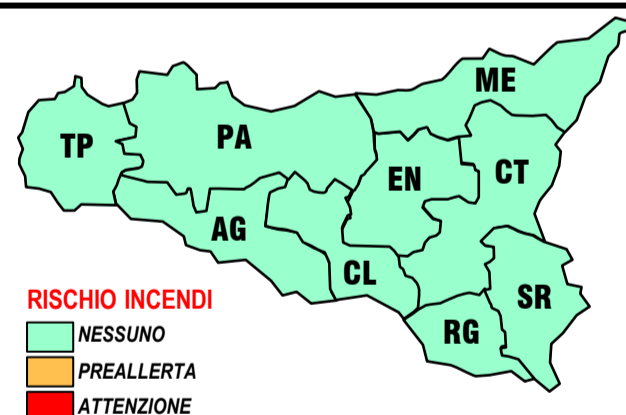 ME
PA
TP
EN
CT
AG
CL
SR
RG
RISCHIO INCENDI
NESSUNO
PREALLERTA
ATTENZIONE